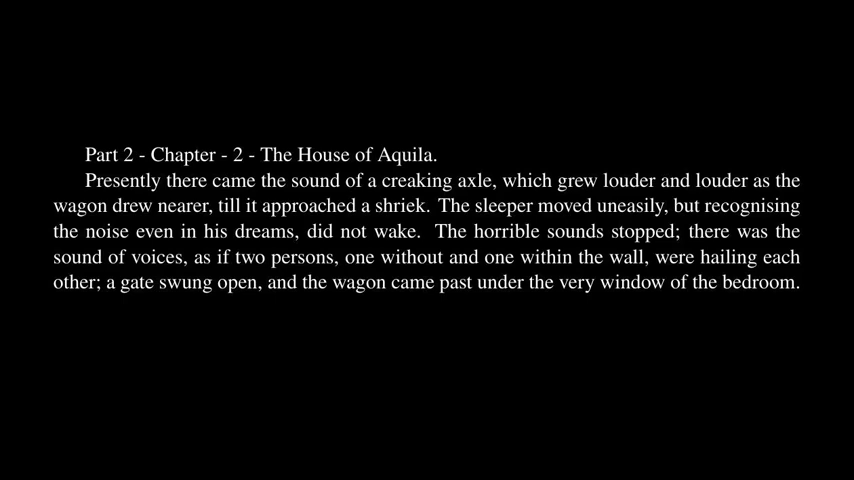 Part 2 - Chapter - 2 - The House of Aquila.
Presently there came the sound of a creaking axle, which grew louder and louder as the
wagon drew nearer, till it approached a shriek. The sleeper moved uneasily, but recognising
the noise even in his dreams, did not wake. The horrible sounds stopped; there was the
sound of voices, as if two persons, one without and one within the wall, were hailing each
other; a gate swung open, and the wagon came past under the very window of the bedroom.